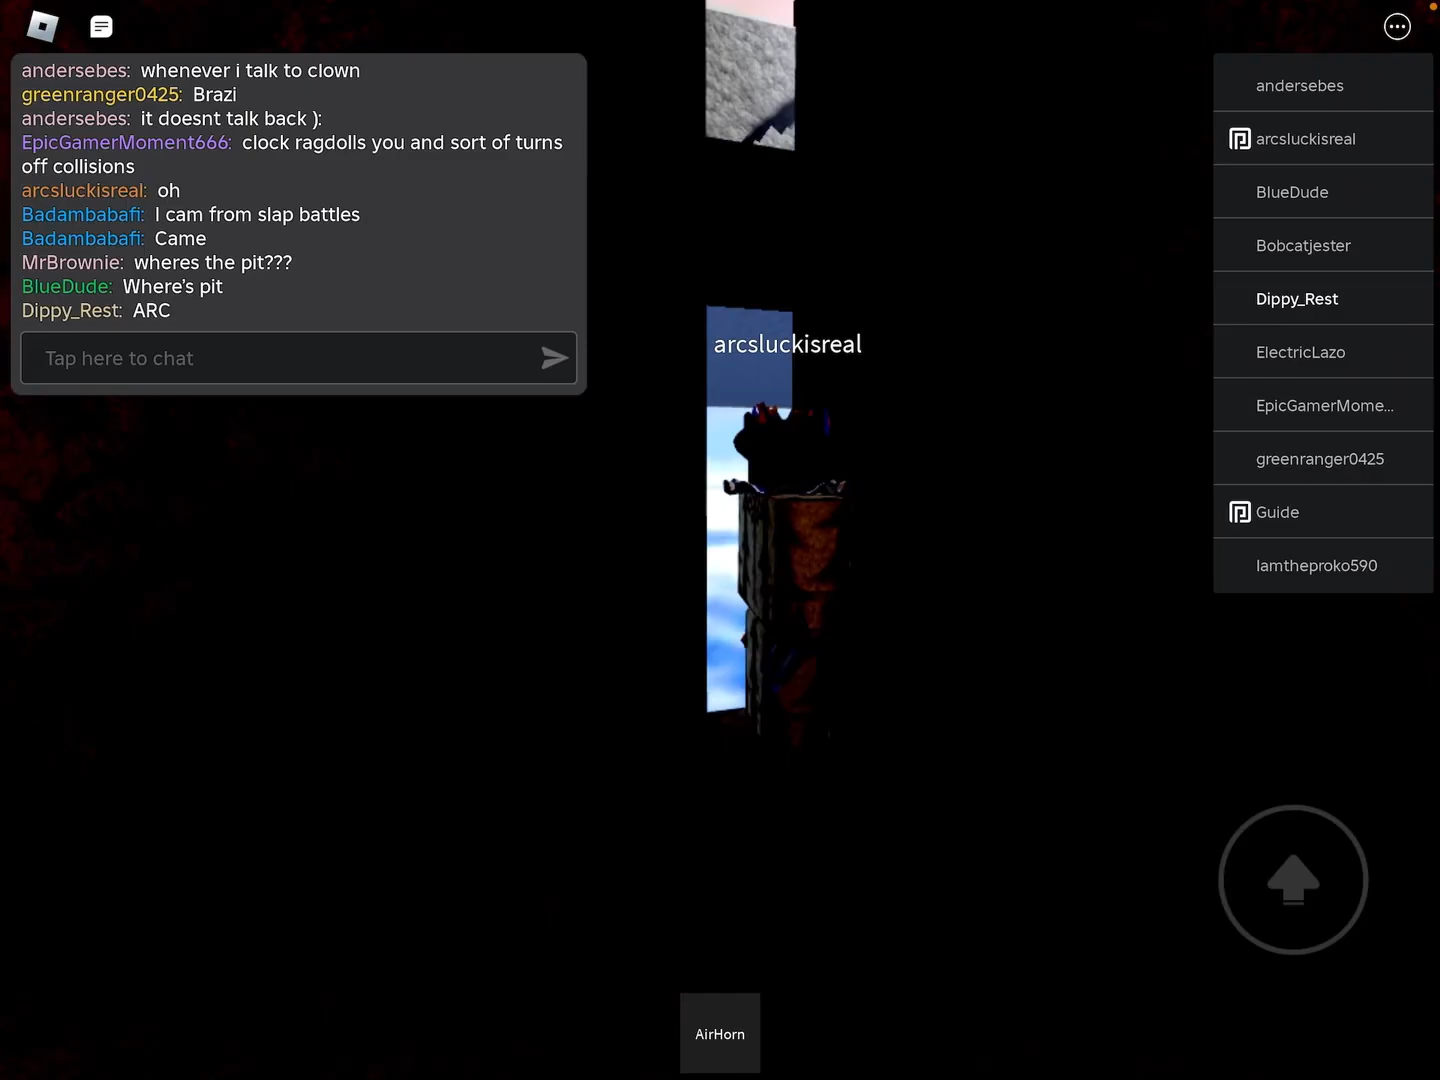 andersebes: whenever i talk to clown
greenranger0425: Brazi
andersebes: it doesnt talk back ):
EpicGamerMoment666: clock ragdolls you and sort of turns
off collisions
arcsluckisreal: oh
Badambabafi: I cam from slap battles
Badambabafi: Came
MrBrownie: wheres the pit???
BlueDude: Where's pit
Dippy_Rest: ARC
Tap here to chat
arcsluckisreal
andersebes
arcsluckisreal
BlueDude
Bobcatjester
Dippy_Rest
ElectricLazo
EpicGamerMome...
greenranger0425
Guide
Iamtheproko590
AirHorn